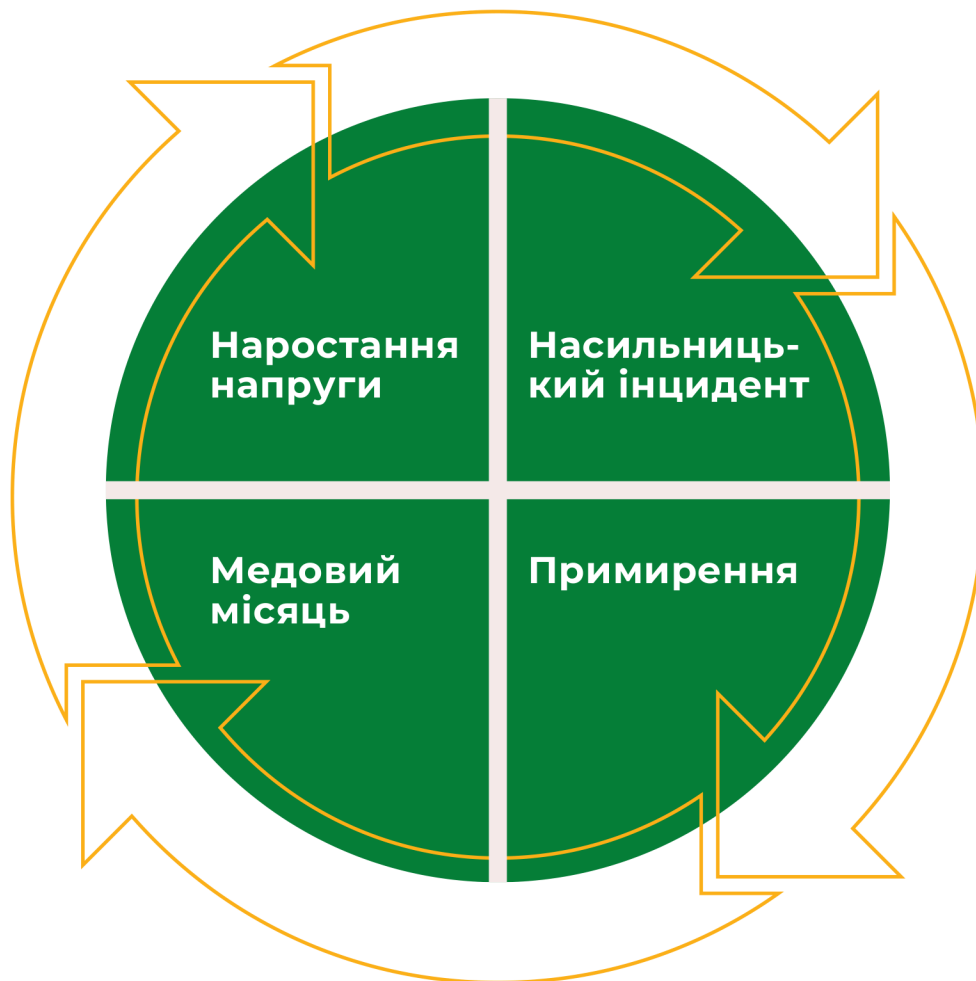 Наростання
напруги
Насильниць-
кий інцидент
Медовий
місяць
Примирення